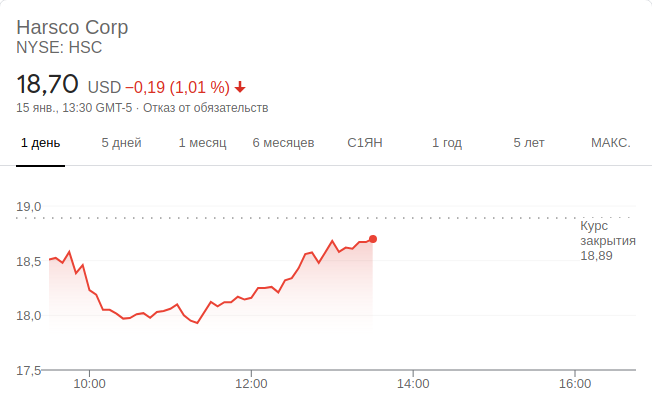 Harsco Corp
NYSE: HSC
18,70 USD −0,19 (1,01 %)
15 янв., 13:30 GMT-5 · Отказ от обязательств
1 день 5 дней 1 месяц 6 месяцев С1ЯН 1 год 5 лет МАКС.
19,0
Курс
закрытия
18,89
18,5
18,0
17,5
10:00 12:00 14:00 16:00